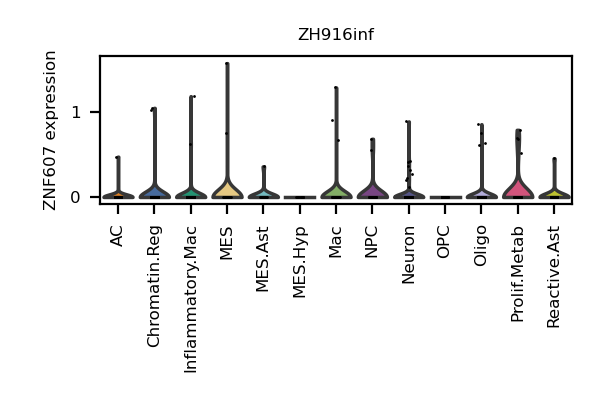 ZH916inf
ZNF607 expression
1
0
AC
Chromatin.Reg
Inflammatory.Mac
MES
MES.Ast
MES.Hyp
Mac
NPC
Neuron
OPC
Oligo
Prolif.Metab
Reactive.Ast